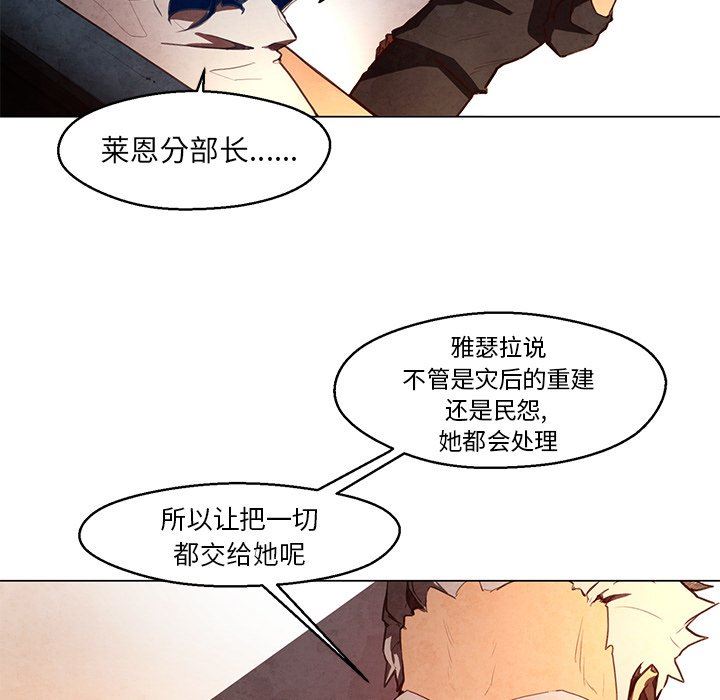 莱恩分部长......
雅瑟拉说
不管是灾后的重建
还是民怨,
她都会处理
所以让把一切
都交给她呢